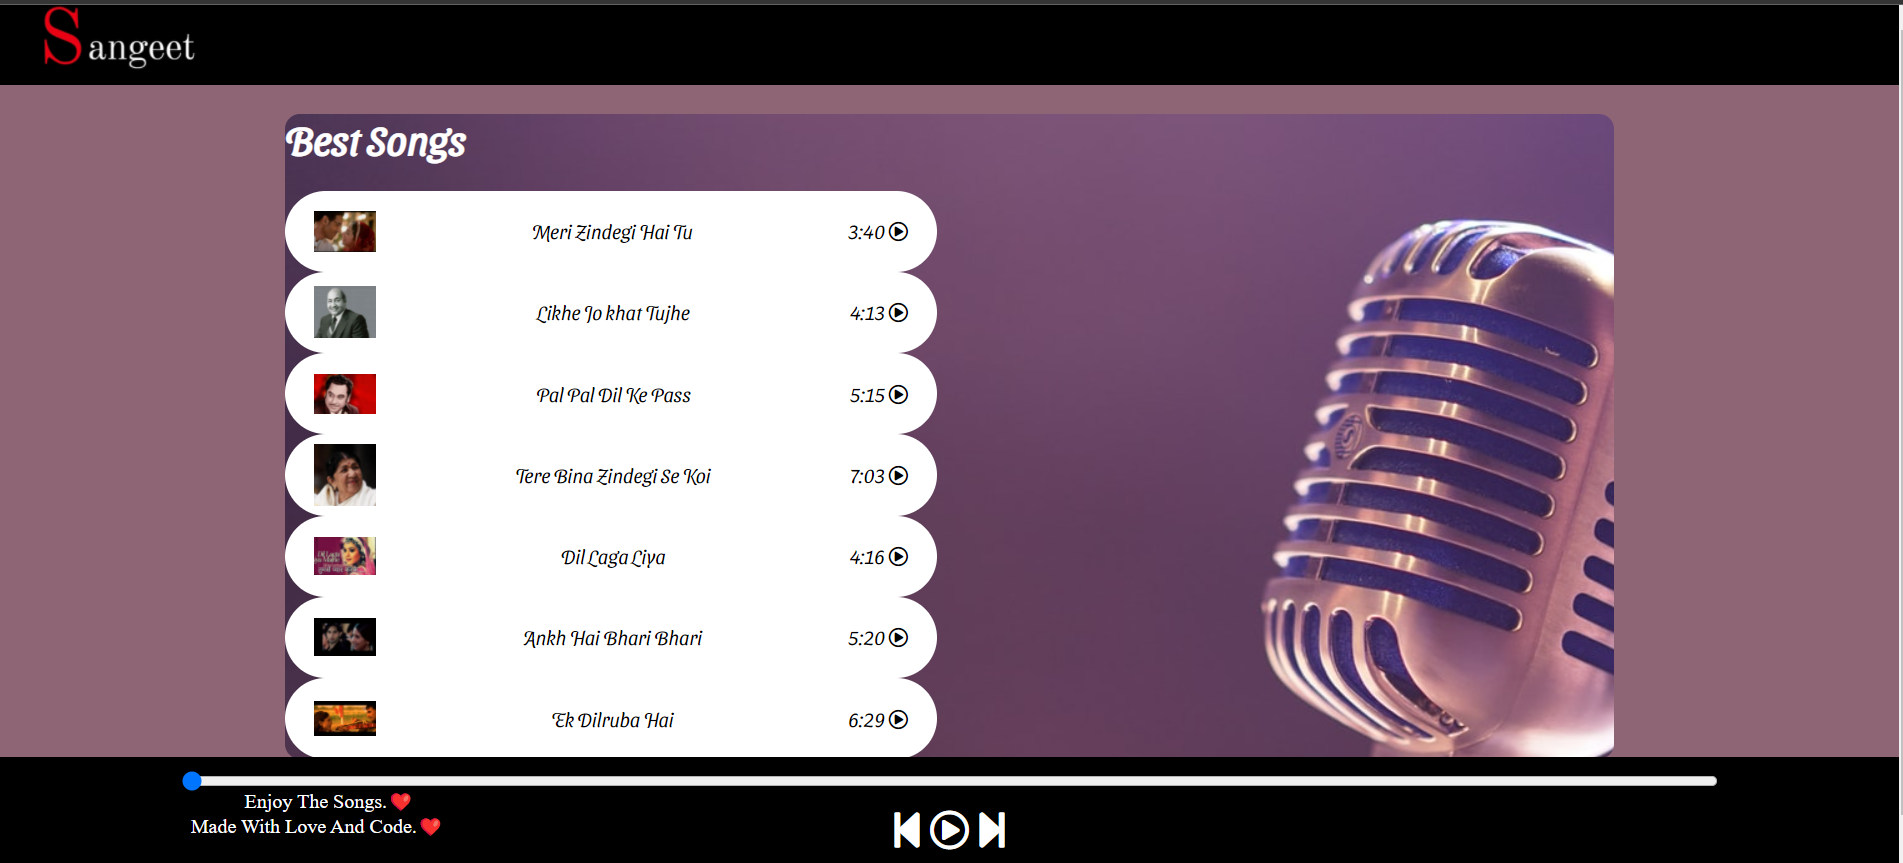 Sangeet
Best Songs
Meri Zindegi Hai Tu 3:40
Likhe Jo khat Tujhe 4:13
Pal Pal Dil Ke Pass 5:15
Tere Bina Zindegi Se Koi 7:03
Dil Laga Liya 4:16
Ankh Hai Bhari Bhari 5:20
Ek Dilruba Hai 6:29
Enjoy The Songs. ❤️
Made With Love And Code. ❤️